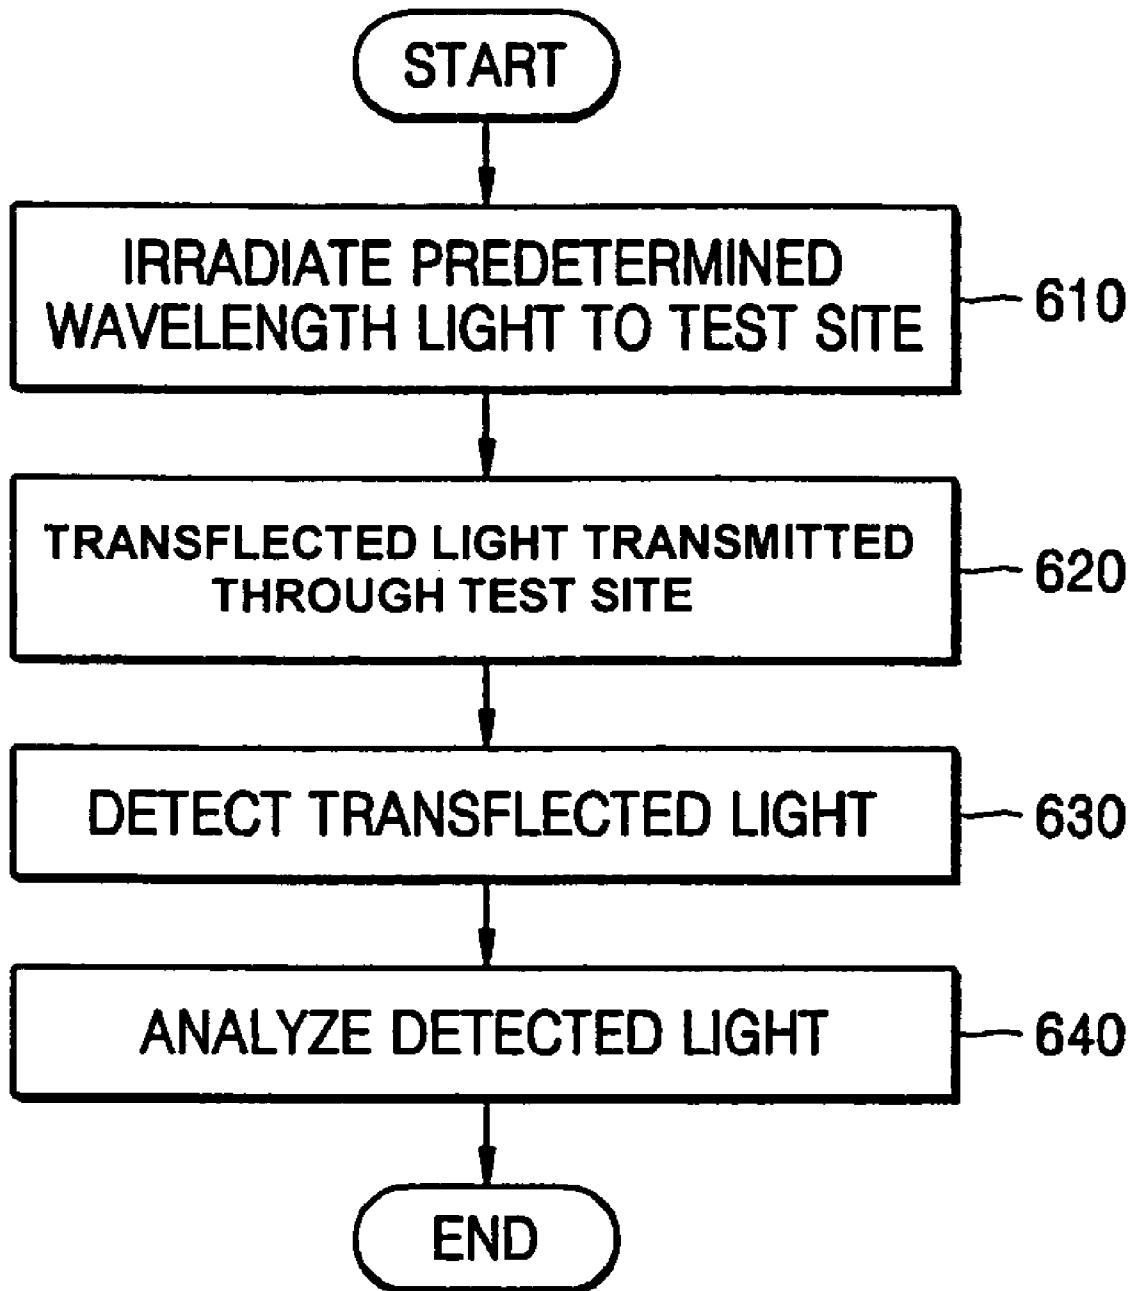 START
IRRADIATE PREDETERMINED
WAVELENGTH LIGHT TO TEST SITE
610
TRANSFLECTED LIGHT TRANSMITTED
THROUGH TEST SITE
620
DETECT TRANSFLECTED LIGHT
630
ANALYZE DETECTED LIGHT
640
END